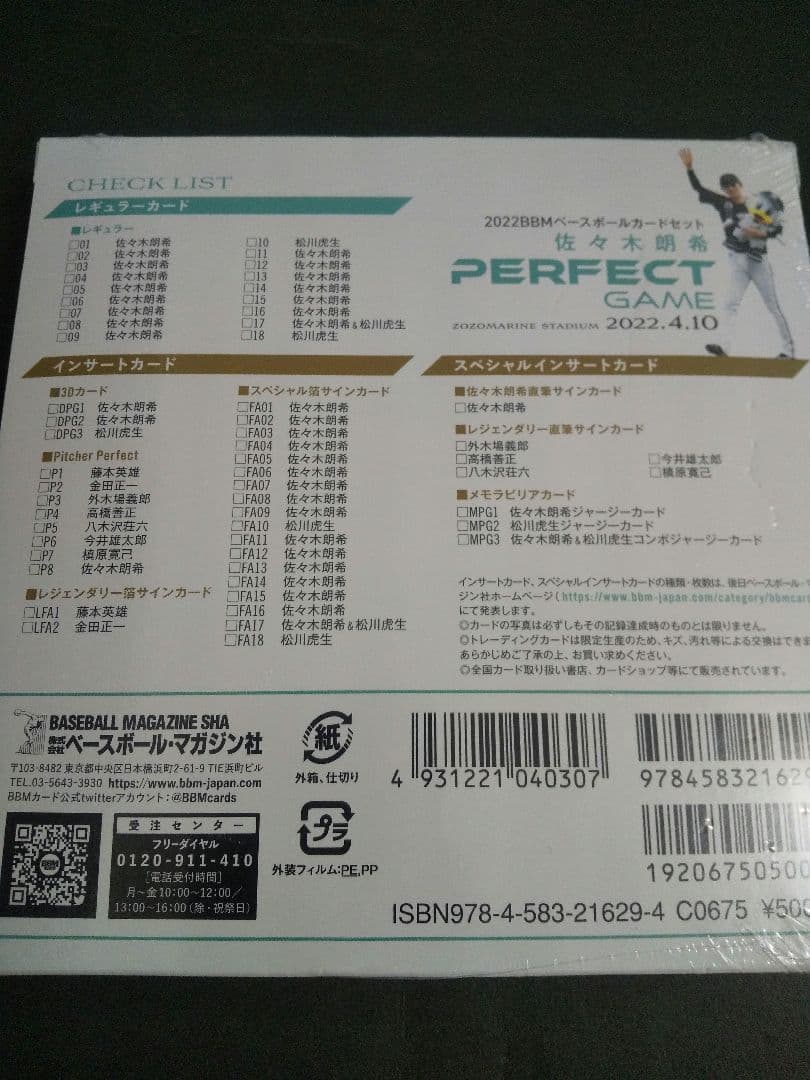 CHECK LIST
レギュラーカード
■レギュラー
□01 佐々木朗希
□02 佐々木朗希
□03 佐々木朗希
□04 佐々木朗希
□05 佐々木朗希
□06 佐々木朗希
□07 佐々木朗希
□08 佐々木朗希
□09 佐々木朗希
□10 松川虎生
□11 佐々木朗希
□12 佐々木朗希
□13 佐々木朗希
□14 佐々木朗希
□15 佐々木朗希
□16 佐々木朗希
□17 佐々木朗希&松川虎生
□18 松川虎生
2022BBMベースボールカードセット
佐々木朗希
PERFECT
GAME
ZOZOMARINE STADIUM 2022.4.10
インサートカード
■3Dカード
□DPG1 佐々木朗希
□DPG2 佐々木朗希
□DPG3 松川虎生
■Pitcher Perfect
□P1 藤本英雄
□P2 金田正一
□P3 外木場義郎
□P4 高橋善正
□P5 八木沢荘六
□P6 今井雄太郎
□P7 槙原寛己
□P8 佐々木朗希
■レジェンダリー箔サインカード
□LFA1 藤本英雄
□LFA2 金田正一
■スペシャル箔サインカード
□FA01 佐々木朗希
□FA02 佐々木朗希
□FA03 佐々木朗希
□FA04 佐々木朗希
□FA05 佐々木朗希
□FA06 佐々木朗希
□FA07 佐々木朗希
□FA08 佐々木朗希
□FA09 佐々木朗希
□FA10 松川虎生
□FA11 佐々木朗希
□FA12 佐々木朗希
□FA13 佐々木朗希
□FA14 佐々木朗希
□FA15 佐々木朗希
□FA16 佐々木朗希
□FA17 佐々木朗希&松川虎生
□FA18 松川虎生
スペシャルインサートカード
■佐々木朗希直筆サインカード
□佐々木朗希
■レジェンダリー直筆サインカード
□外木場義郎
□高橋善正 □今井雄太郎
□八木沢荘六 □槙原寛己
■メモラビリアカード
□MPG1 佐々木朗希ジャージーカード
□MPG2 松川虎生ジャージーカード
□MPG3 佐々木朗希&松川虎生コンボジャージーカード
インサートカード、スペシャルインサートカードの種類・枚数は、後日ベースボール・マ
ジン社ホームページ(https://www.bbm-japan.com/category/bbmcard
にて発表します。
◎カードの写真は必ずしもその記録達成時のものとは限りません。
◎トレーディングカードは限定生産のため、キズ、汚れ等による交換はできま
あらかじめご了承の上、お買い求めください。
◎全国カード取り扱い書店、カードショップ等にて販売されています。
BASEBALL MAGAZINE SHA
株式会社ベースボール・マガジン社
〒103-8482 東京都中央区日本橋浜町2-61-9 TIE浜町ビル
TEL.03-5643-3930 https://www.bbm-japan.com
BBMカード公式twitterアカウント:@BBMcards
BBM
受注センター
フリーダイヤル
0120-911-410
[電話受付時間]
月~金10:00~12:00/
13:00~16:00(除・祝祭日)
紙
外箱、仕切り
プラ
外装フィルム:PE,PP
4 931221 040307
978458321629
19206750500
ISBN978-4-583-21629-4 C0675 ¥500